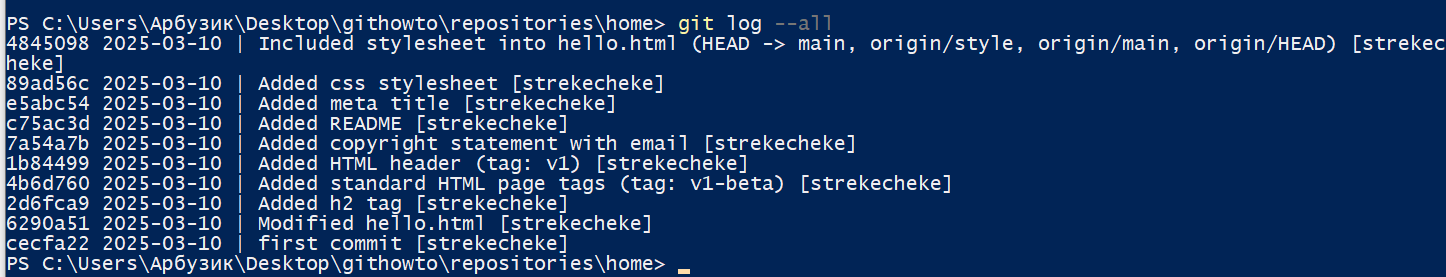 PS C:\Users\Арбузик\Desktop\githowto\repositories\home> git log --all
4845098 2025-03-10 | Included stylesheet into hello.html (HEAD -> main, origin/style, origin/main, origin/HEAD) [strekec
heke]
89ad56c 2025-03-10 | Added css stylesheet [strekecheke]
e5abc54 2025-03-10 | Added meta title [strekecheke]
c75ac3d 2025-03-10 | Added README [strekecheke]
7a54a7b 2025-03-10 | Added copyright statement with email [strekecheke]
1b84499 2025-03-10 | Added HTML header (tag: v1) [strekecheke]
4b6d760 2025-03-10 | Added standard HTML page tags (tag: v1-beta) [strekecheke]
2d6fca9 2025-03-10 | Added h2 tag [strekecheke]
6290a51 2025-03-10 | Modified hello.html [strekecheke]
cecfa22 2025-03-10 | first commit [strekecheke]
PS C:\Users\Арбузик\Desktop\githowto\repositories\home>